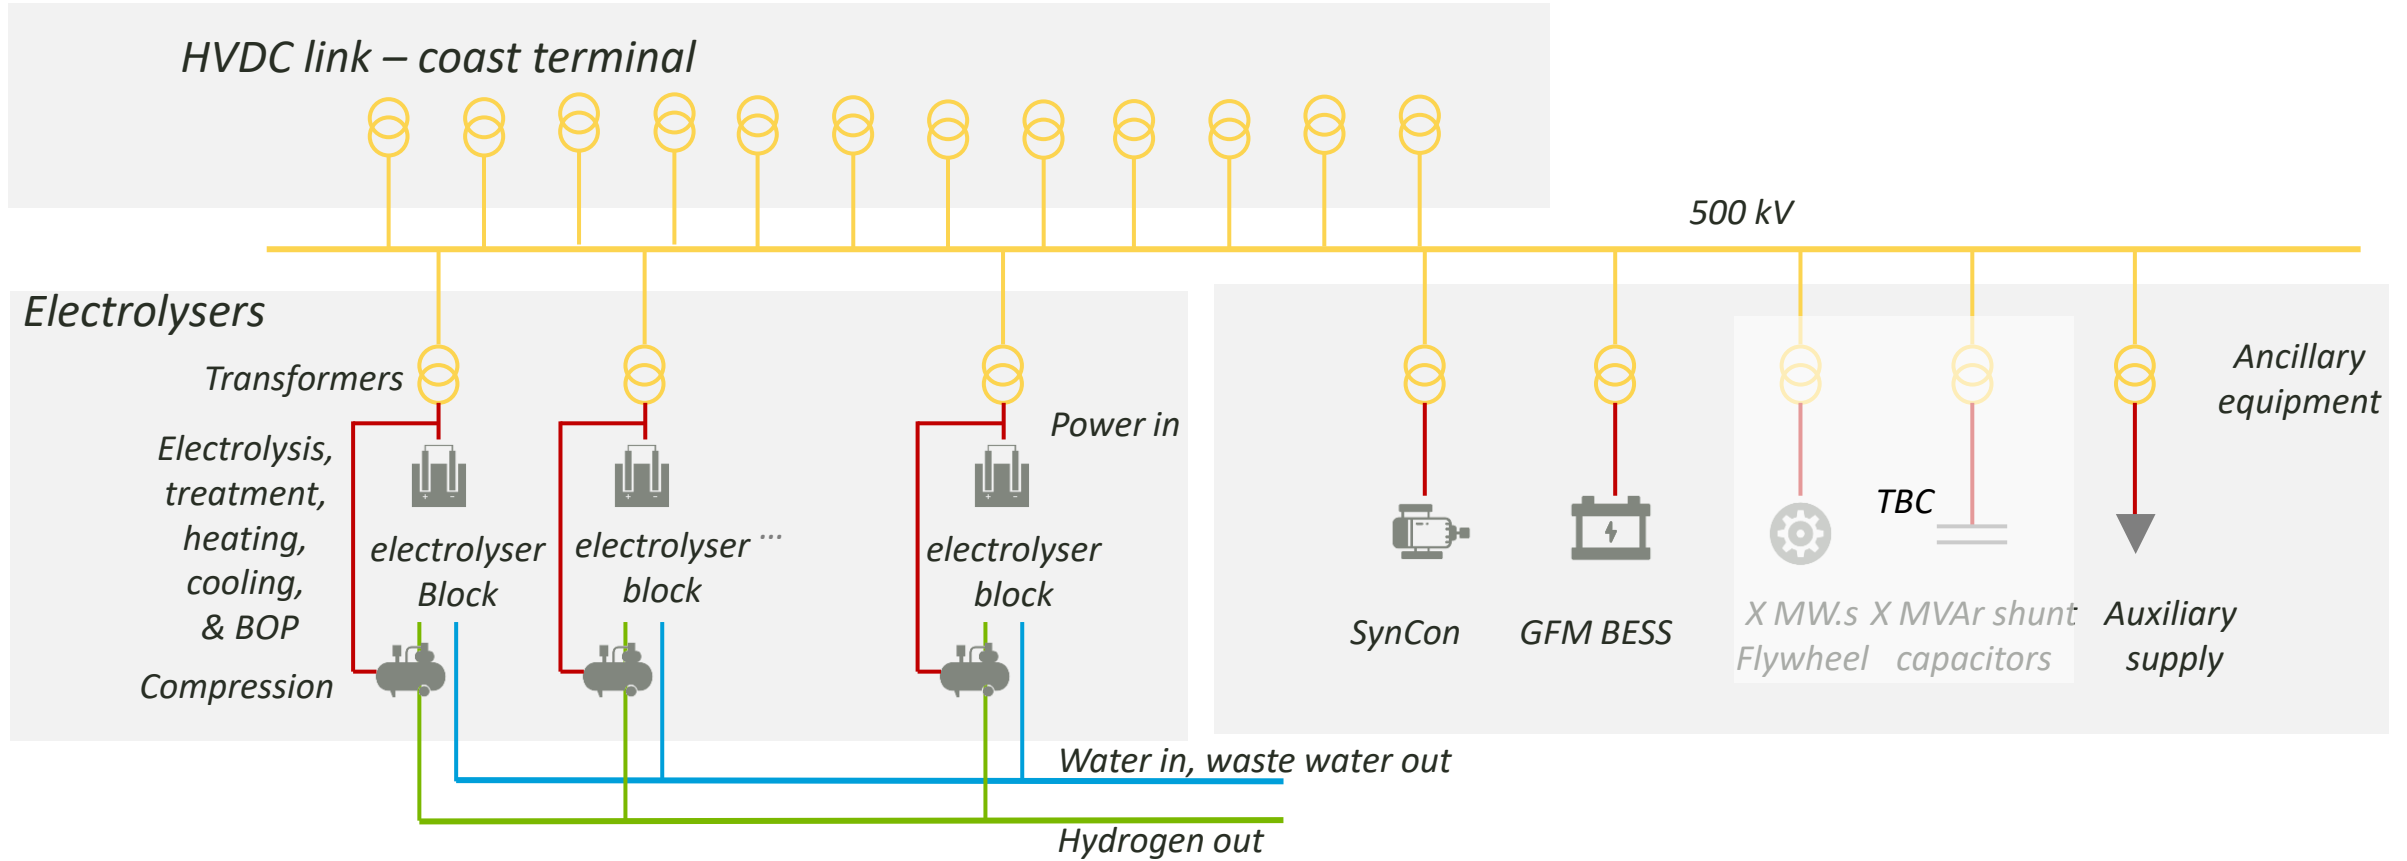 HVDC link – coast terminal
500 kV
Electrolysers
Transformers
Power in
Electrolysis,
treatment,
heating,
cooling,
& BOP
Compression
electrolyser
Block
electrolyser ...
block
electrolyser
block
Water in, waste water out
Hydrogen out
Ancillary
equipment
TBC
SynCon
GFM BESS
X MW.s
Flywheel
X MVAr shunt
capacitors
Auxiliary
supply
+ -
+ -
+ -